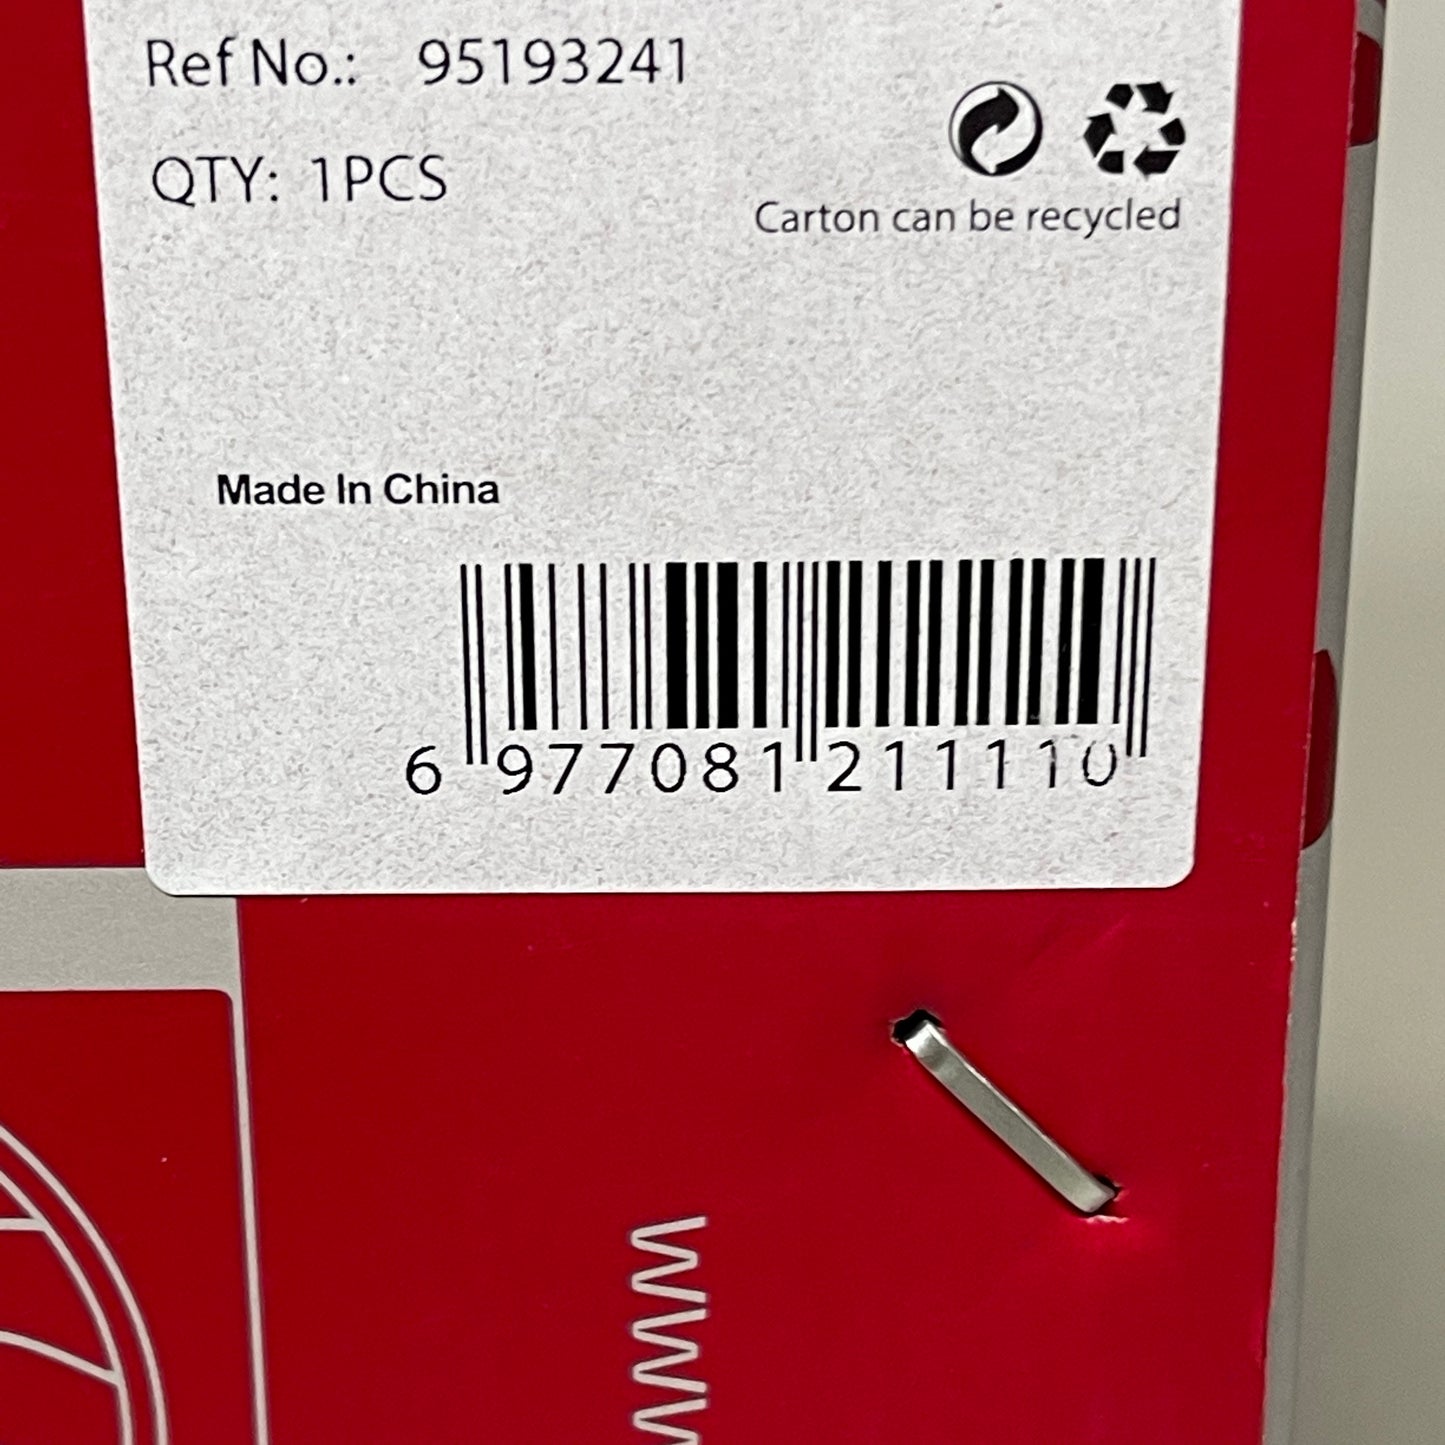 Ref No.: 95193241
QTY: 1PCS
Carton can be recycled
Made In China
6 977081 211110